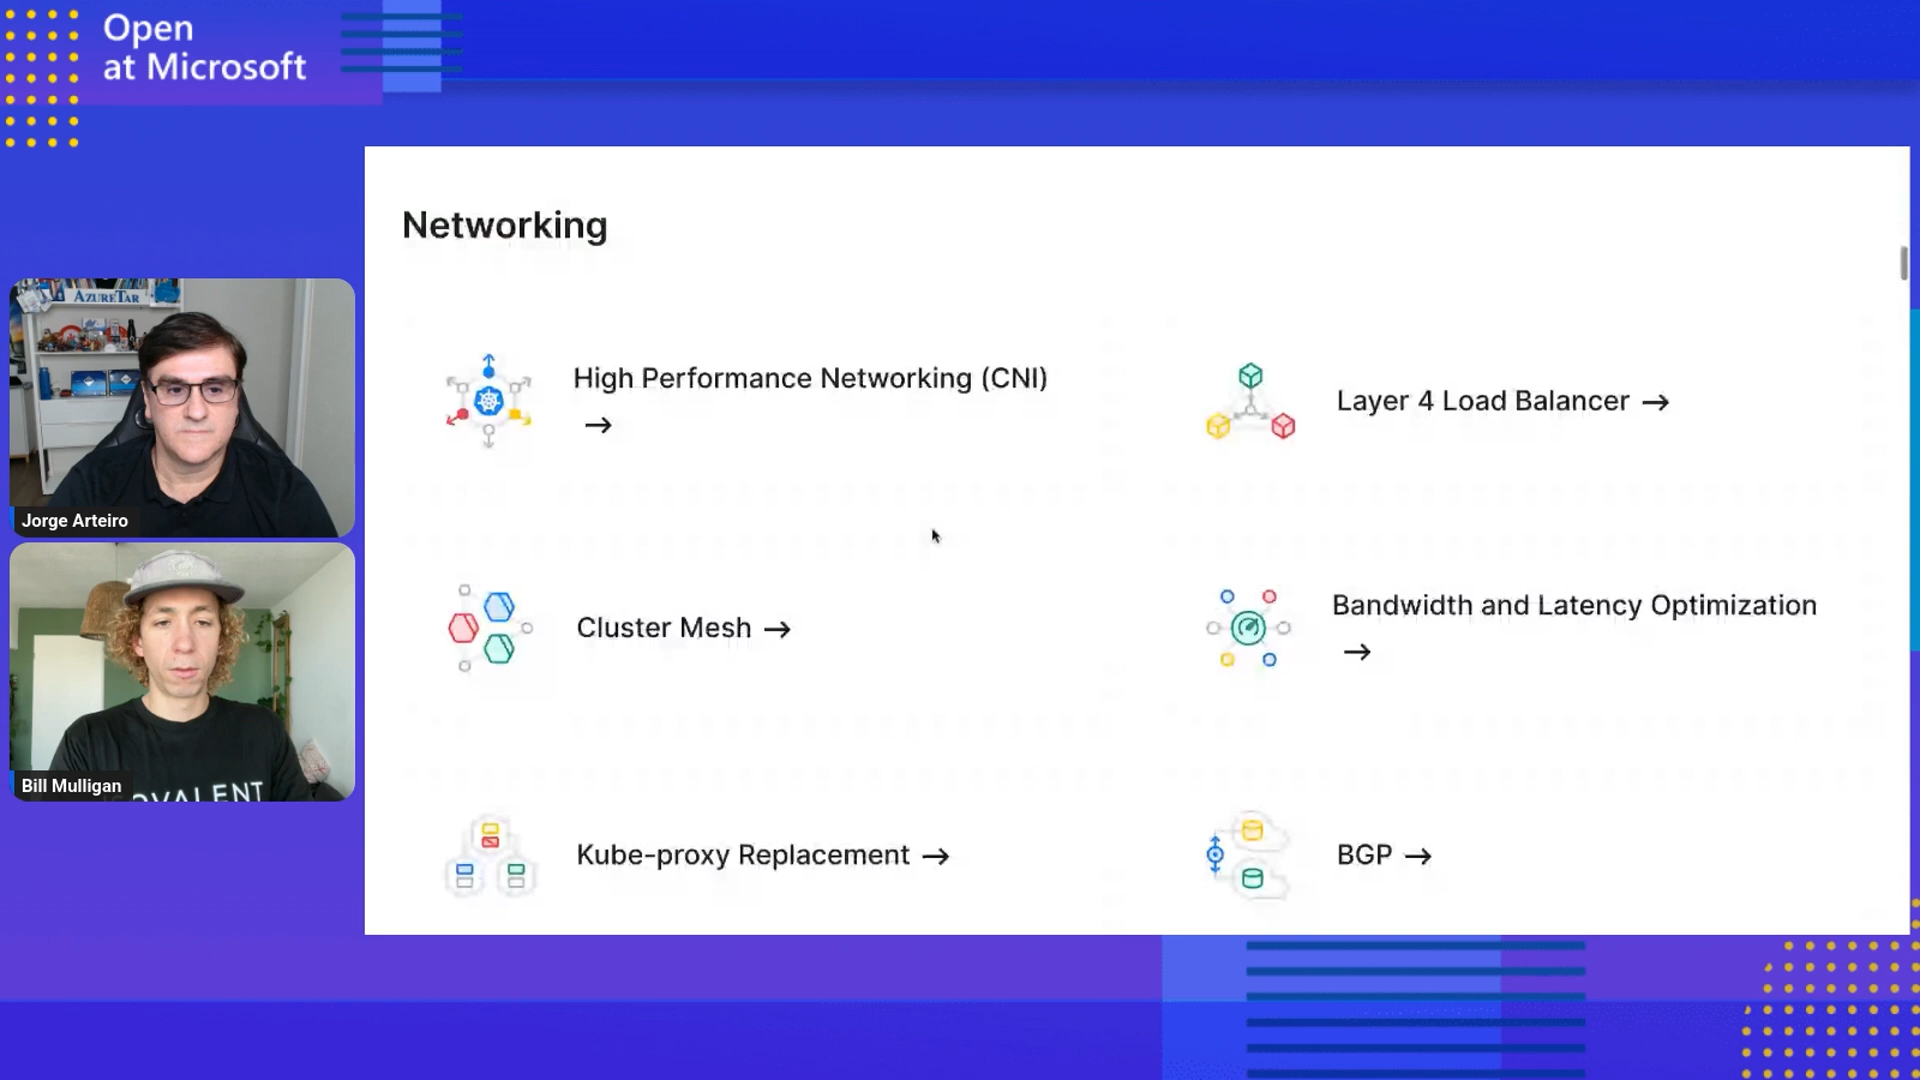 Open
at Microsoft
Networking
High Performance Networking (CNI)
→
Layer 4 Load Balancer →
Cluster Mesh →
Bandwidth and Latency Optimization
→
Kube-proxy Replacement →
BGP →
AZURETAR
Jorge Arteiro
Bill Mulligan